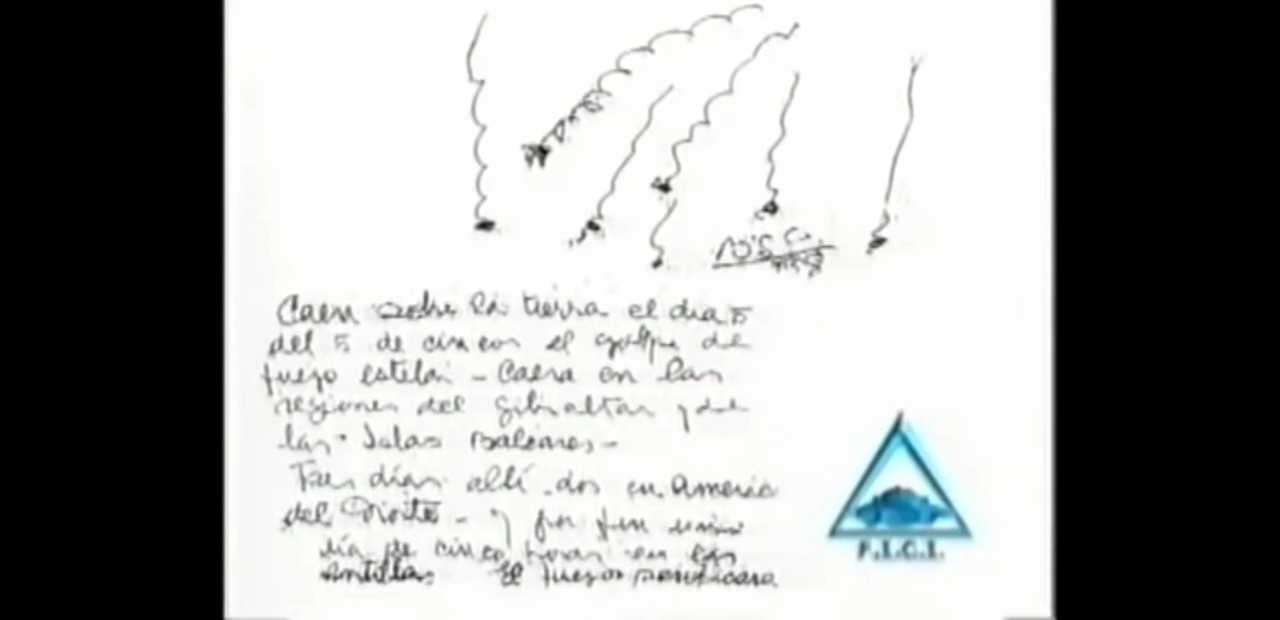 Caen sobre la tierra el dia 5
del 5 de cinco el golpe de
fuego estelar - Caera en las
regiones del Gibraltar y de
las Islas Baleares -
Tres dias allí dos en America
del Norte - y por fin
día de cinco horas en las
Antillas El fuego
F.I.C.I.